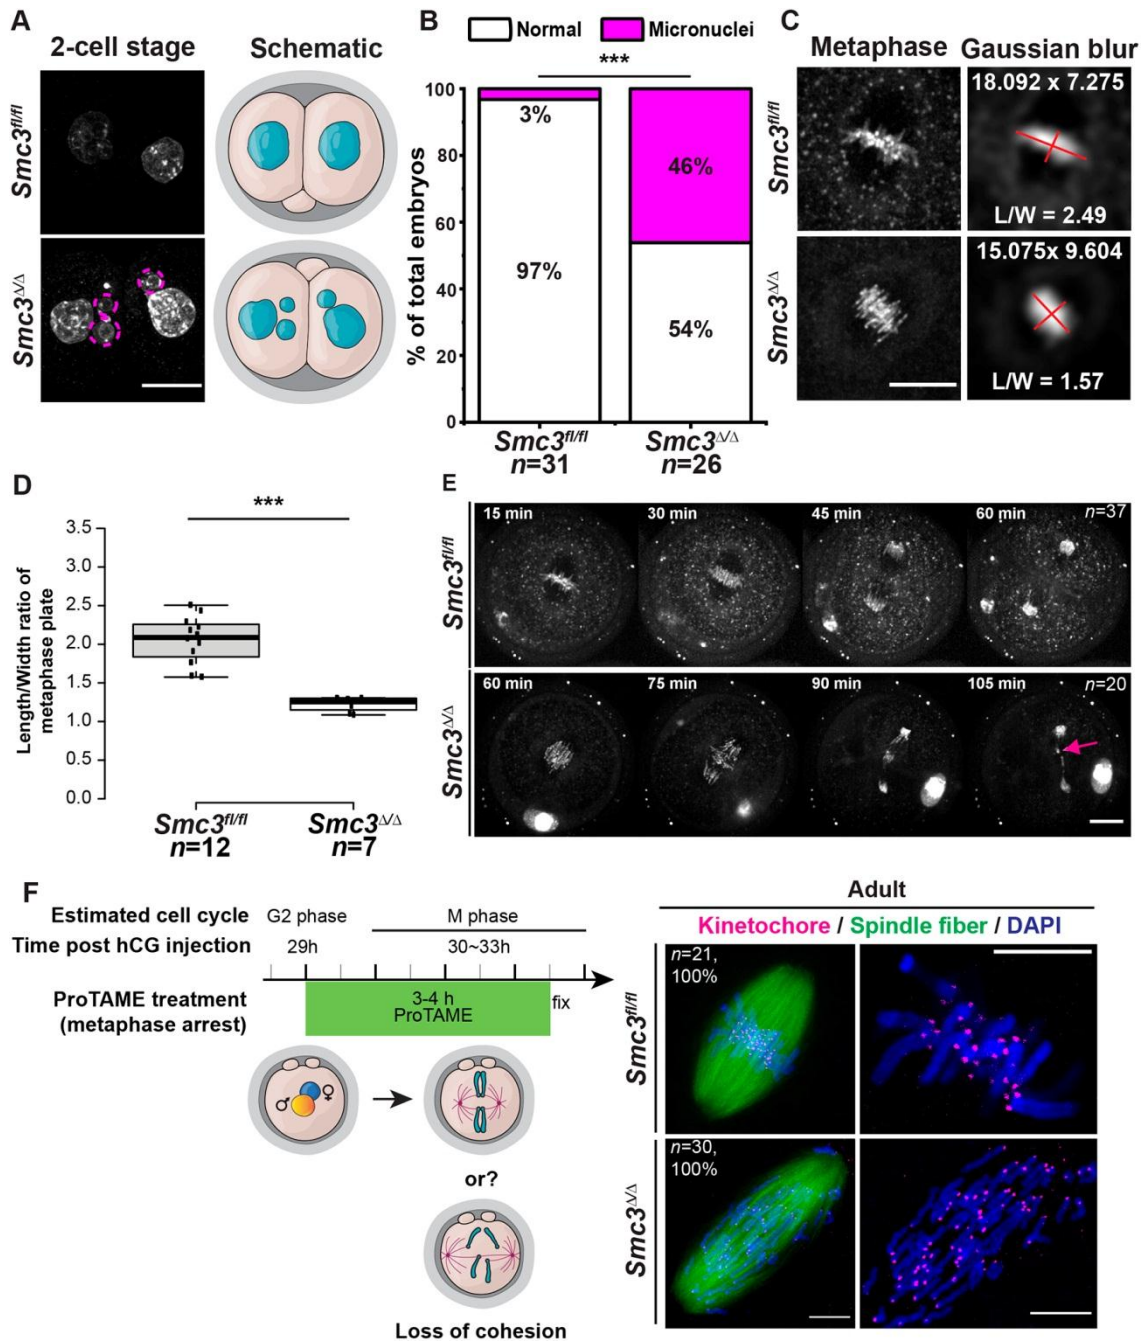 A
2-cell stage
Schematic
Smc3fl/fl
Smc3Δ/Δ
B
Normal
Micronuclei
***
% of total embryos
100
80
60
40
20
0
3%
97%
46%
54%
Smc3fl/fl
n=31
Smc3Δ/Δ
n=26
C
Metaphase
Gaussian blur
Smc3fl/fl
18.092 x 7.275
L/W = 2.49
Smc3Δ/Δ
15.075x 9.604
L/W = 1.57
D
***
Length/Width ratio of
metaphase plate
3.5
3.0
2.5
2.0
1.5
1.0
0.5
0.0
Smc3fl/fl
n=12
Smc3Δ/Δ
n=7
E
Smc3fl/fl
15 min
30 min
45 min
60 min
n=37
Smc3Δ/Δ
60 min
75 min
90 min
105 min
n=20
F
Estimated cell cycle
G2 phase
M phase
Time post hCG injection
29h
30~33h
ProTAME treatment
(metaphase arrest)
3-4 h
ProTAME
fix
♂
♀
or?
Loss of cohesion
Adult
Kinetochore / Spindle fiber / DAPI
Smc3fl/fl
n=21,
100%
Smc3Δ/Δ
n=30,
100%